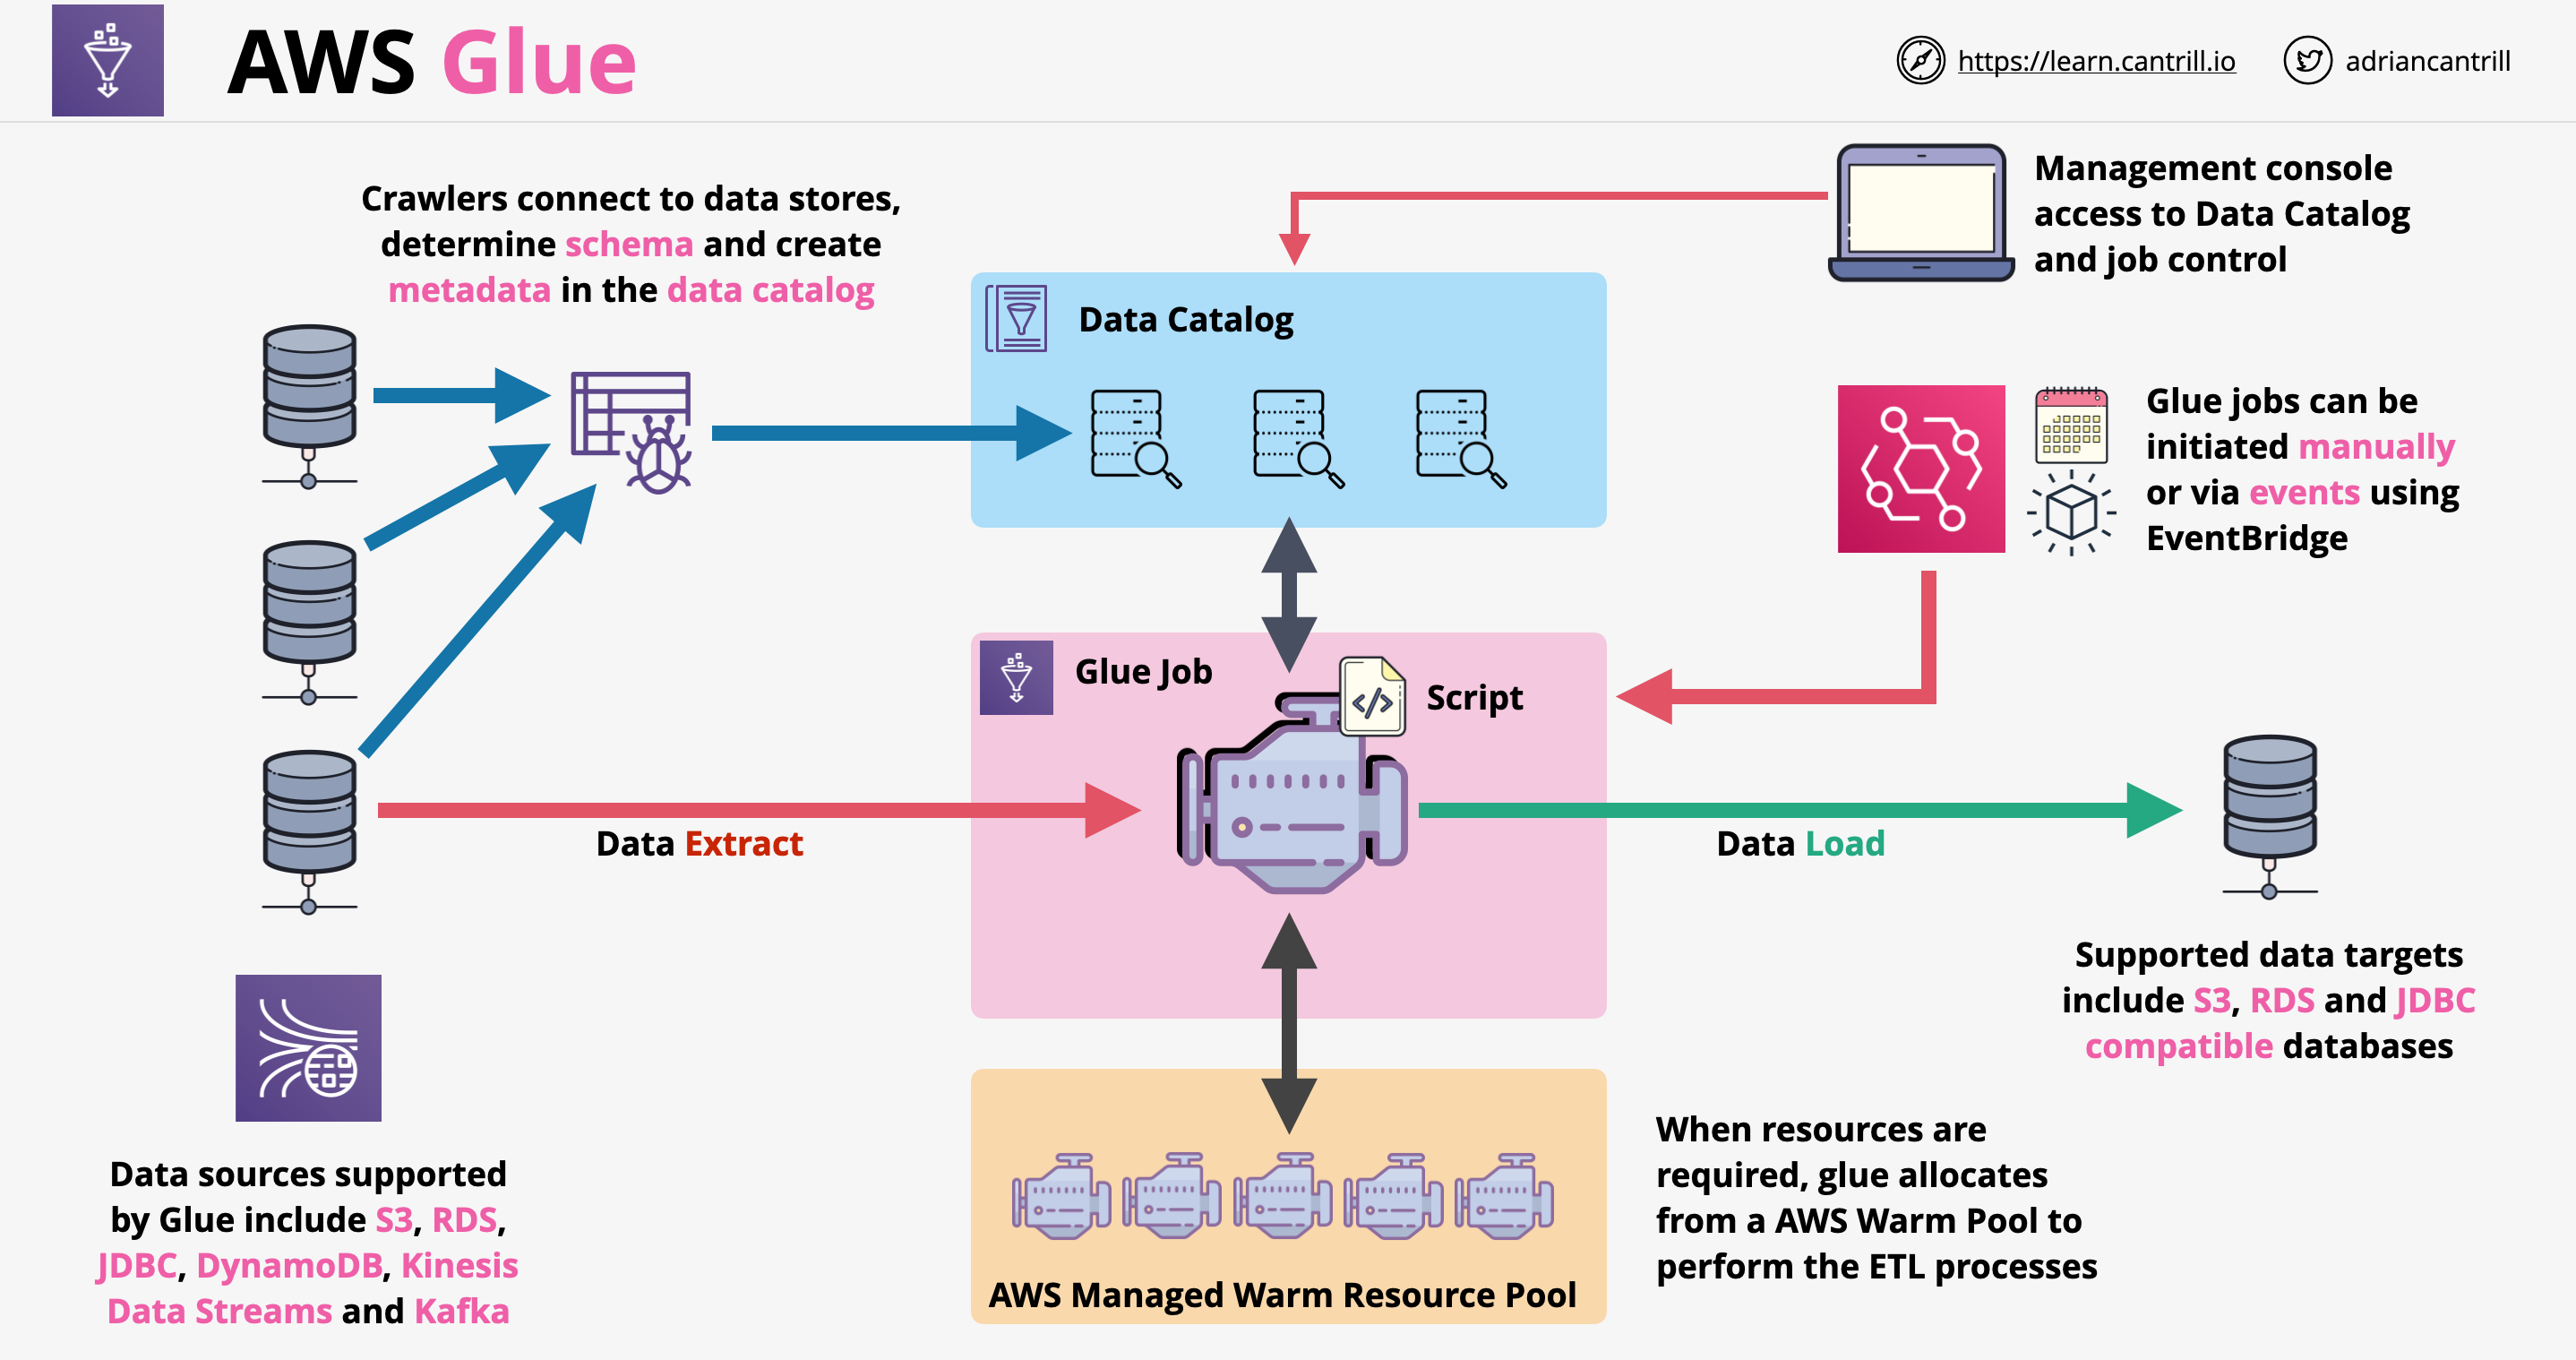 AWS Glue
https://learn.cantrill.io
adriancantrill
Crawlers connect to data stores,
determine schema and create
metadata in the data catalog
Management console
access to Data Catalog
and job control
Data Catalog
Glue jobs can be
initiated manually
or via events using
EventBridge
Glue Job
</>
Script
Data Extract
Data Load
Supported data targets
include S3, RDS and JDBC
compatible databases
Data sources supported
by Glue include S3, RDS,
JDBC, DynamoDB, Kinesis
Data Streams and Kafka
AWS Managed Warm Resource Pool
When resources are
required, glue allocates
from a AWS Warm Pool to
perform the ETL processes